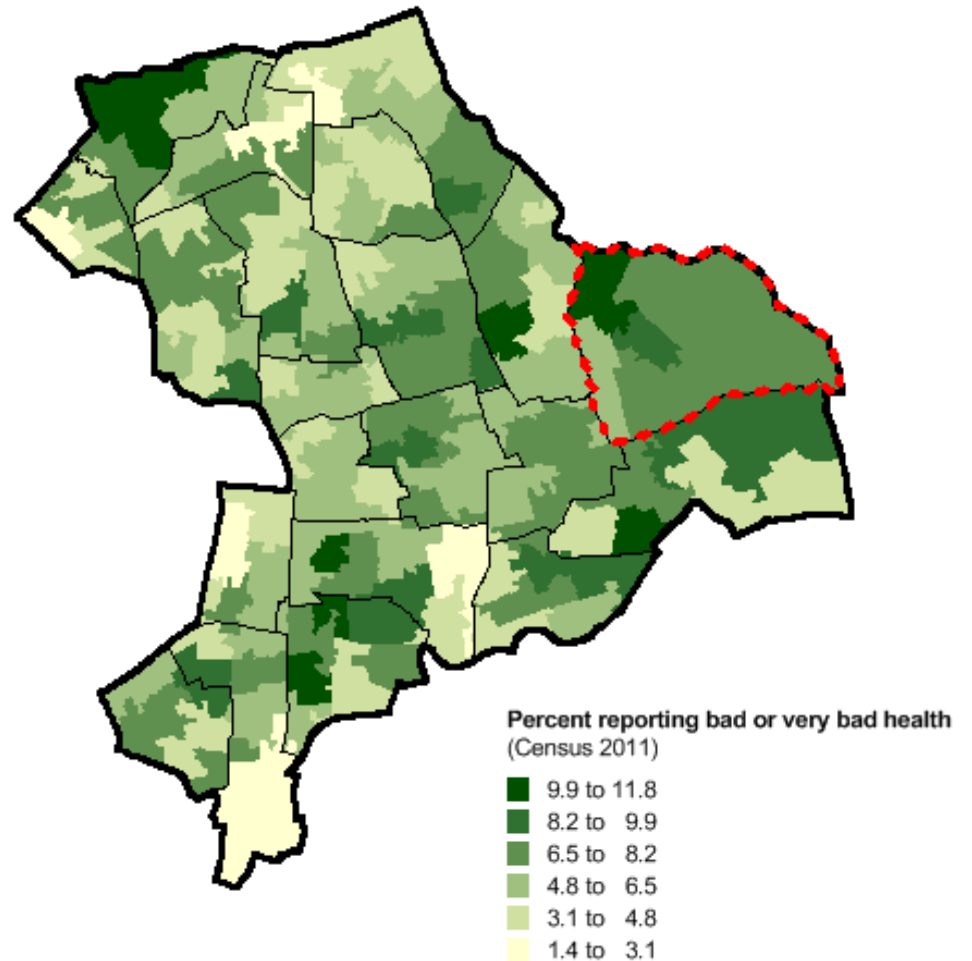 Percent reporting bad or very bad health
(Census 2011)
9.9 to 11.8
8.2 to 9.9
6.5 to 8.2
4.8 to 6.5
3.1 to 4.8
1.4 to 3.1